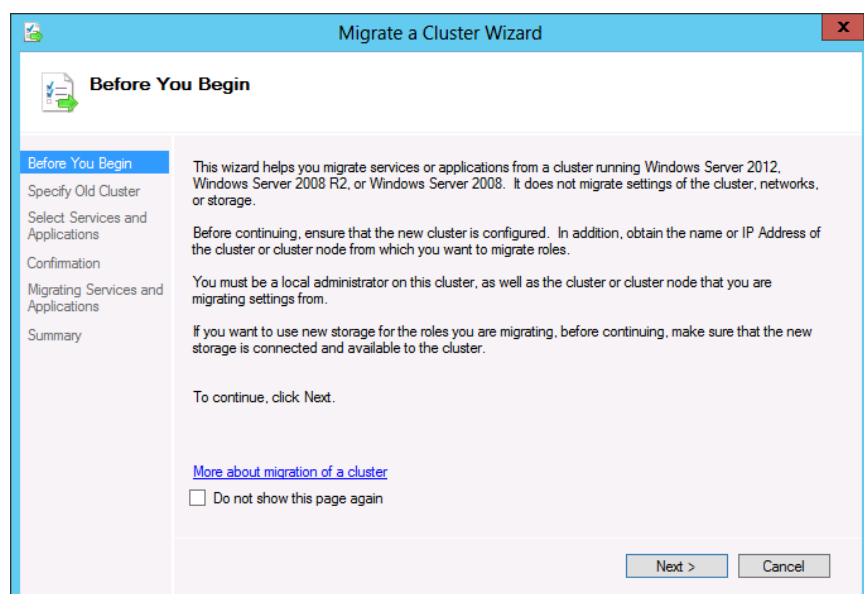 Migrate a Cluster Wizard
X
Before You Begin
Before You Begin
Specify Old Cluster
Select Services and
Applications
Confirmation
Migrating Services and
Applications
Summary
This wizard helps you migrate services or applications from a cluster running Windows Server 2012,
Windows Server 2008 R2, or Windows Server 2008. It does not migrate settings of the cluster, networks,
or storage.
Before continuing, ensure that the new cluster is configured. In addition, obtain the name or IP Address of
the cluster or cluster node from which you want to migrate roles.
You must be a local administrator on this cluster, as well as the cluster or cluster node that you are
migrating settings from.
If you want to use new storage for the roles you are migrating, before continuing, make sure that the new
storage is connected and available to the cluster.
To continue, click Next.
More about migration of a cluster
Do not show this page again
Next >
Cancel